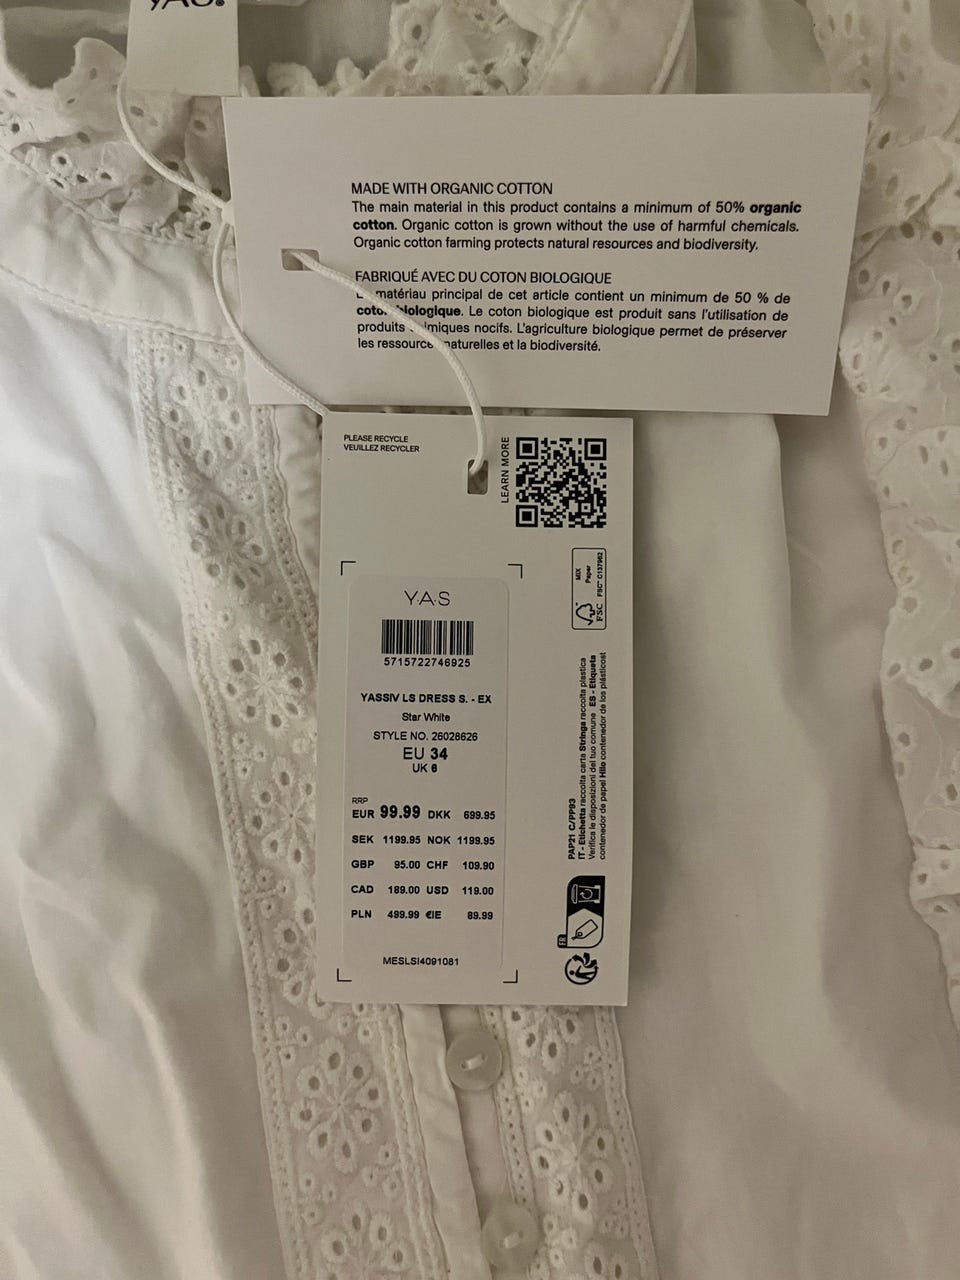 YAS®
MADE WITH ORGANIC COTTON
The main material in this product contains a minimum of 50% organic
cotton. Organic cotton is grown without the use of harmful chemicals.
Organic cotton farming protects natural resources and biodiversity.
FABRIQUÉ AVEC DU COTON BIOLOGIQUE
matériau principal de cet article contient un minimum de 50 % de
biologique. Le coton biologique est produit sans l'utilisation de
produits nocifs. L'agriculture biologique permet de préserver
les naturelles et la biodiversité.
PLEASE RECYCLE
VEUILLEZ RECYCLER
LEARN MORE
Y.A.S
5715722746925
YASSIV LS DRESS S. - EX
Star White
STYLE NO. 26028626
EU 34
UK 6
RRP
EUR 99.99 DKK 699.95
SEK 1199.95 NOK 1199.95
GBP 95.00 CHF 109.90
CAD 189.00 USD 119.00
PLN 499.99 €IE 89.99
MESLSI4091081
MIX
Paper
FSC® C137962
FSC
PAP21 C/PP93
IT - Etichetta raccolta carta Stringa raccolta plastica
Verifica le disposizioni del tuo comune ES - Etiqueta
contenedor de papel Hilo contenedor de los plásticost
FR